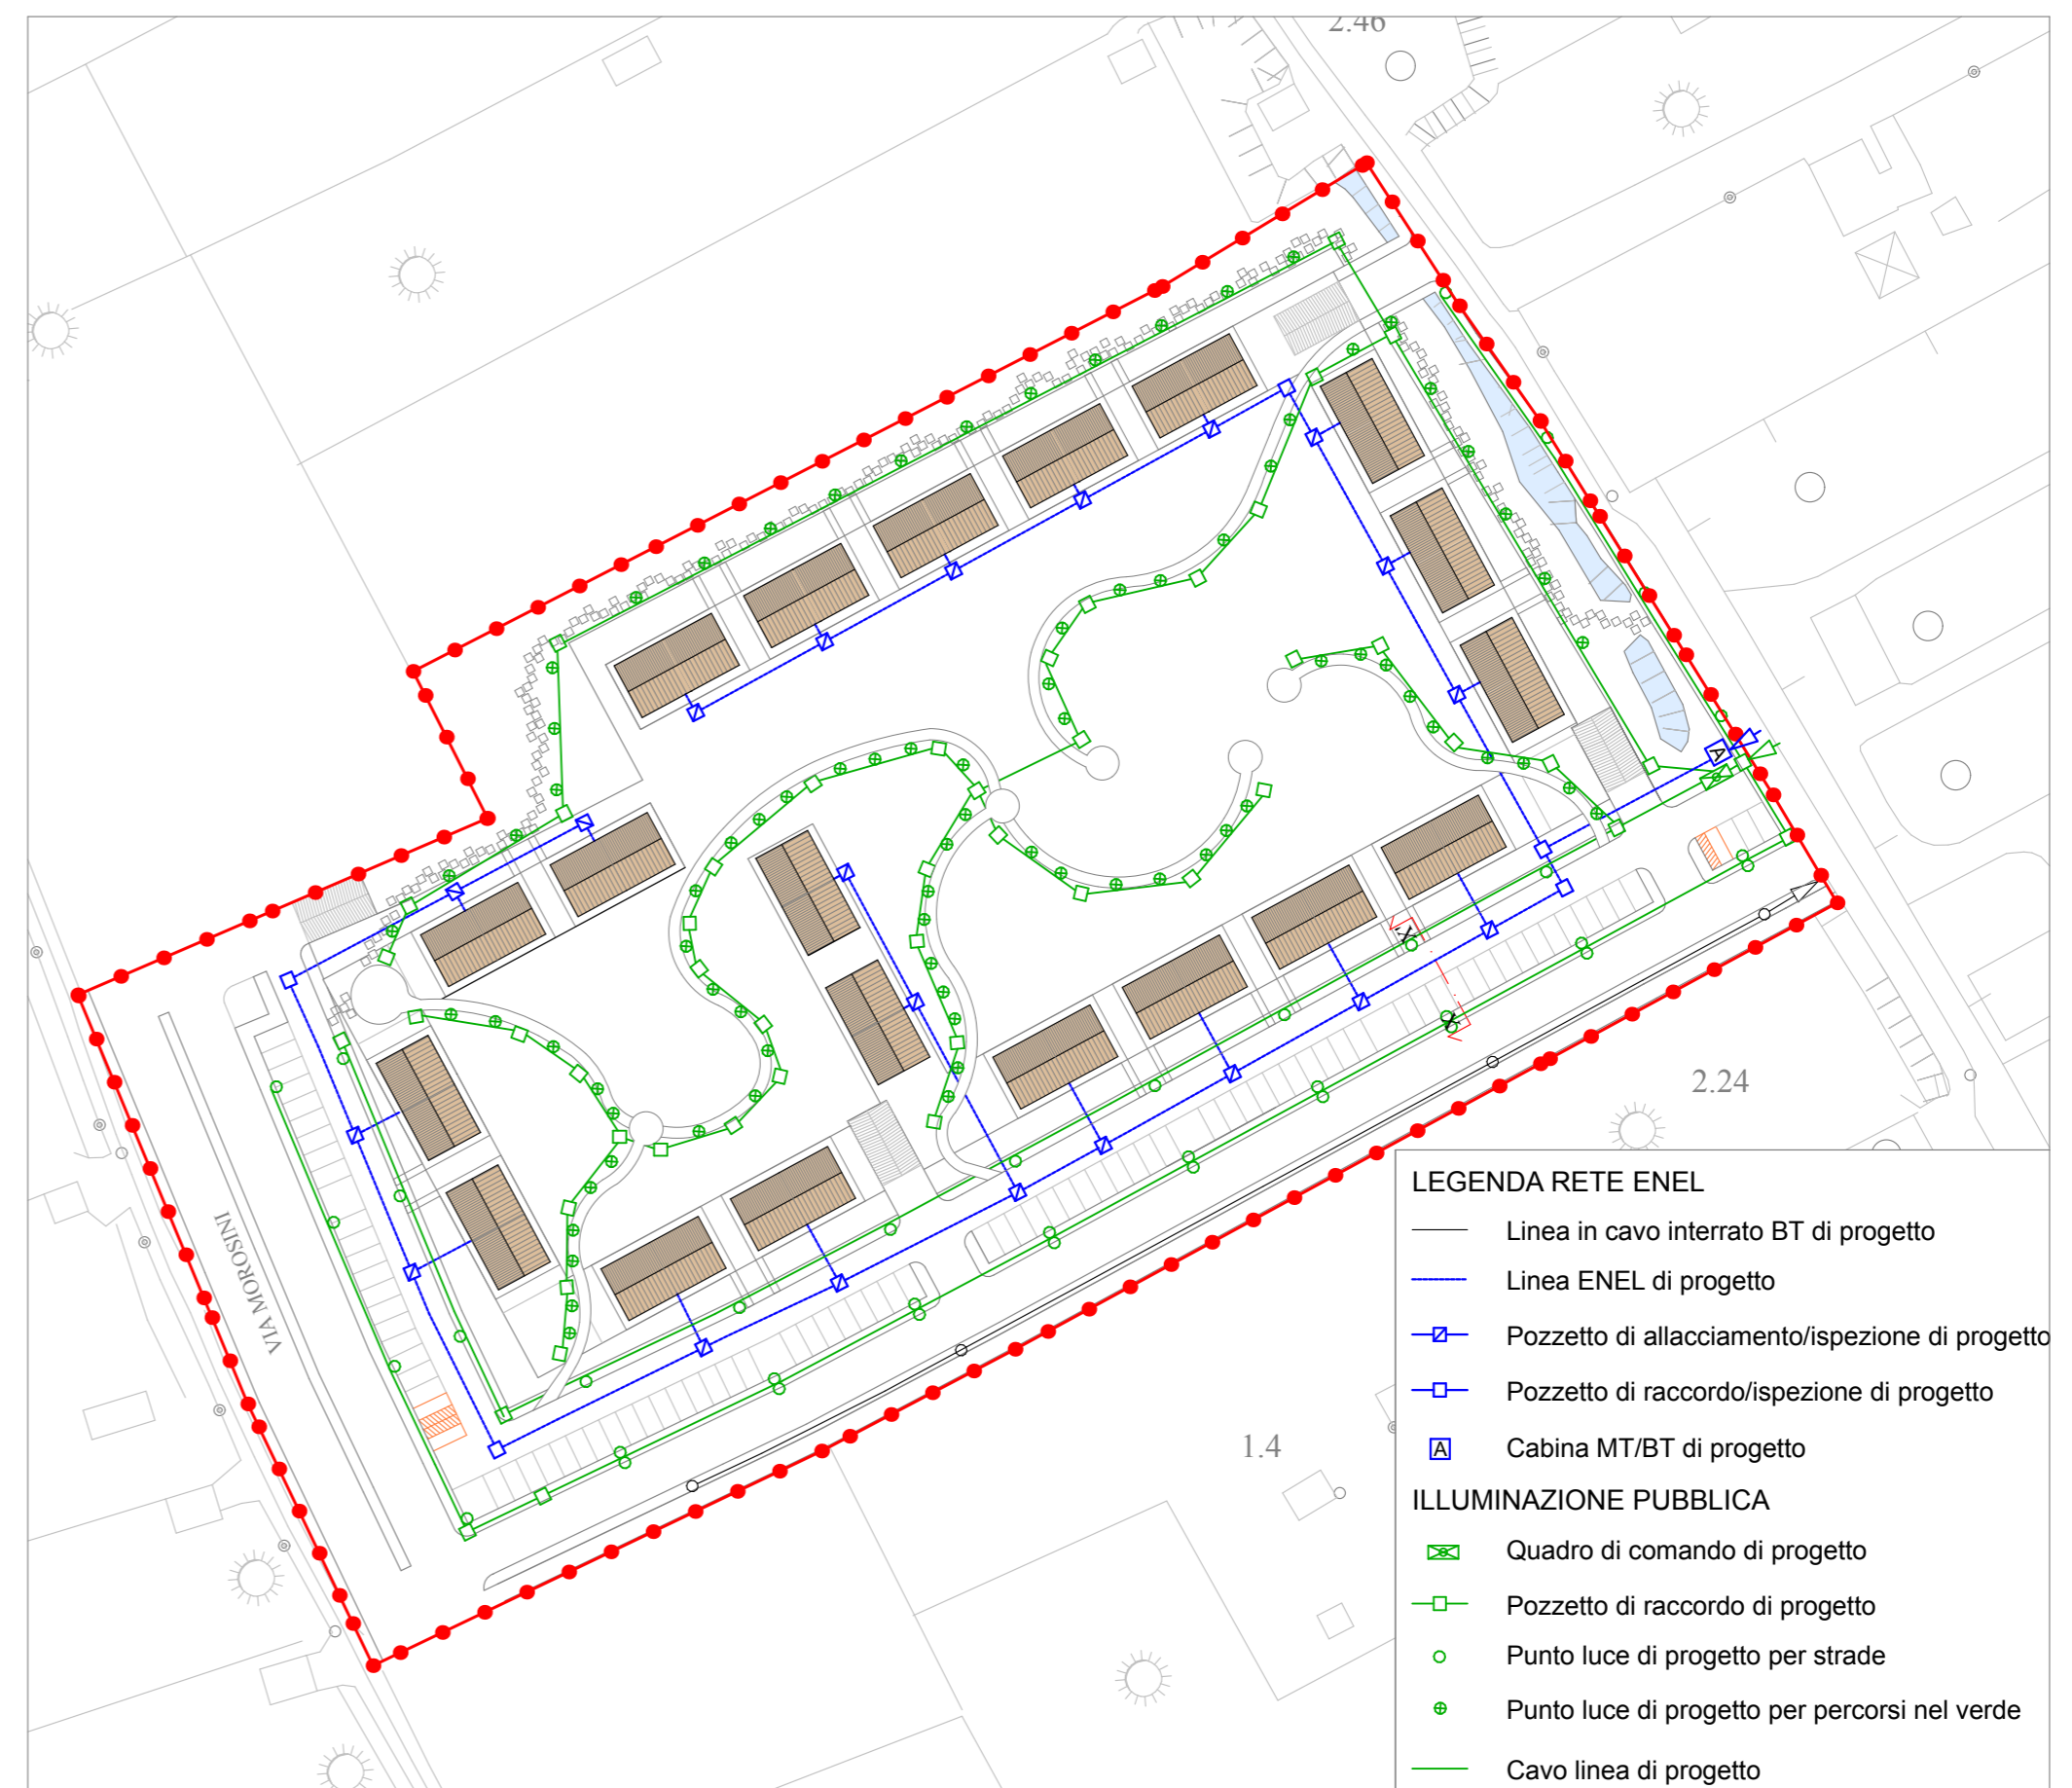 2.46
A
X
X
2.24
VIA MOROSINI
1.4
LEGENDA RETE ENEL
Linea in cavo interrato BT di progetto
Linea ENEL di progetto
Pozzetto di allacciamento/ispezione di progetto
Pozzetto di raccordo/ispezione di progetto
A Cabina MT/BT di progetto
ILLUMINAZIONE PUBBLICA
Quadro di comando di progetto
Pozzetto di raccordo di progetto
Punto luce di progetto per strade
Punto luce di progetto per percorsi nel verde
Cavo linea di progetto